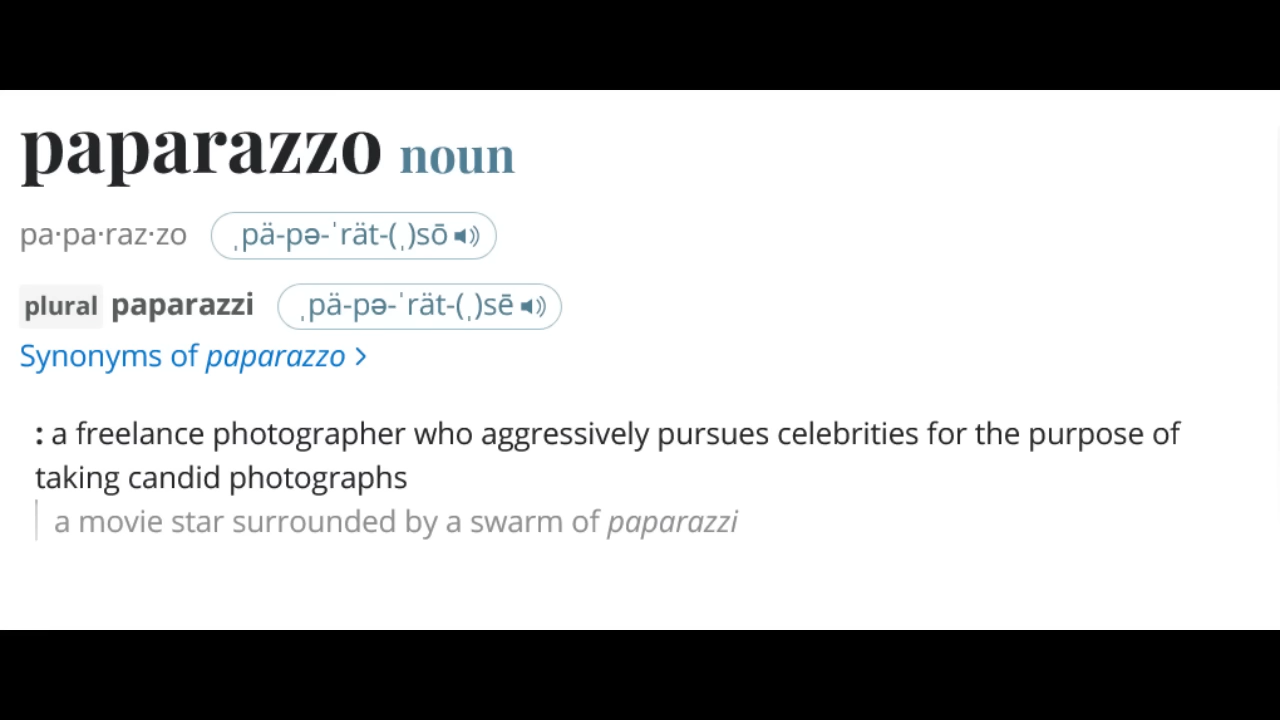 paparazzo noun
pa·pa·raz·zo ˌpä-pə-ˈrät-(ˌ)sō
plural paparazzi ˌpä-pə-ˈrät-(ˌ)sē
Synonyms of paparazzo >
: a freelance photographer who aggressively pursues celebrities for the purpose of
taking candid photographs
a movie star surrounded by a swarm of paparazzi